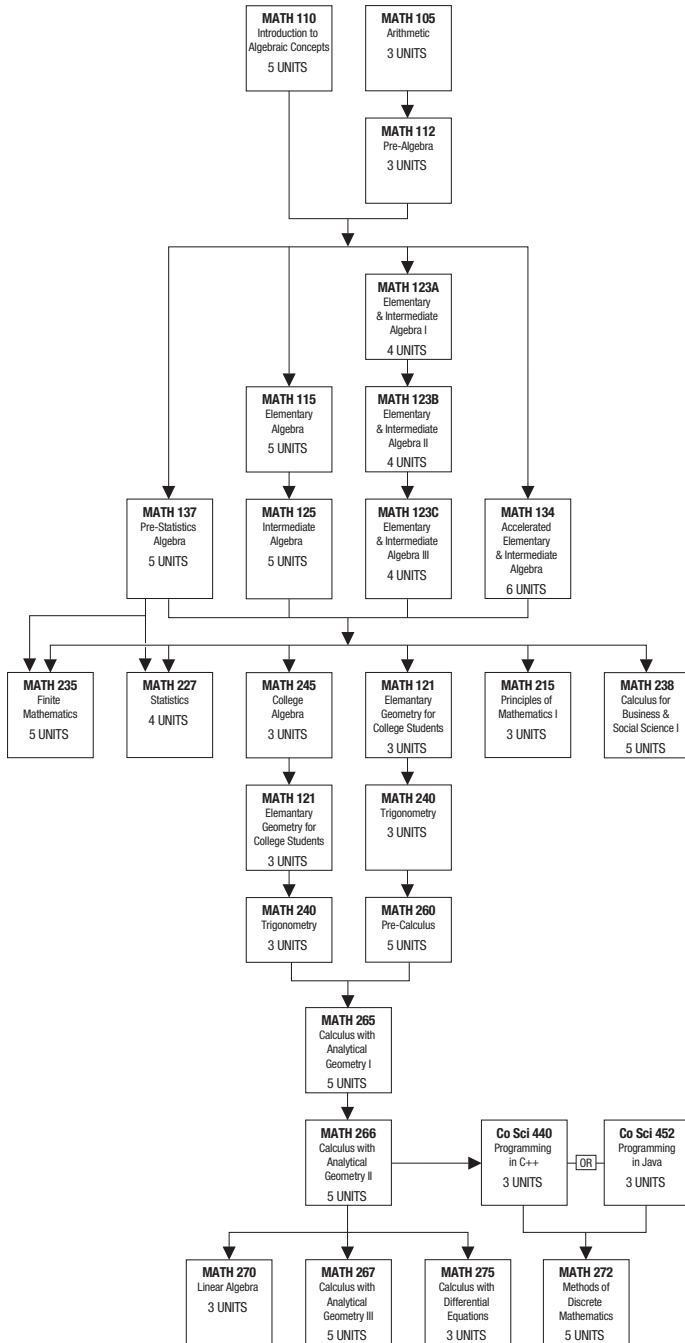 MATH 110
Introduction to
Algebraic Concepts
5 UNITS
MATH 105
Arithmetic
3 UNITS
MATH 112
Pre-Algebra
3 UNITS
MATH 123A
Elementary
& Intermediate
Algebra I
4 UNITS
MATH 115
Elementary
Algebra
5 UNITS
MATH 123B
Elementary
& Intermediate
Algebra II
4 UNITS
MATH 137
Pre-Statistics
Algebra
5 UNITS
MATH 125
Intermediate
Algebra
5 UNITS
MATH 123C
Elementary
& Intermediate
Algebra III
4 UNITS
MATH 134
Accelerated
Elementary
& Intermediate
Algebra
6 UNITS
MATH 235
Finite
Mathematics
5 UNITS
MATH 227
Statistics
4 UNITS
MATH 245
College
Algebra
3 UNITS
MATH 121
Elemantary
Geometry for
College Students
3 UNITS
MATH 215
Principles of
Mathematics I
3 UNITS
MATH 238
Calculus for
Business &
Social Science I
5 UNITS
MATH 121
Elemantary
Geometry for
College Students
3 UNITS
MATH 240
Trigonometry
3 UNITS
MATH 240
Trigonometry
3 UNITS
MATH 260
Pre-Calculus
5 UNITS
MATH 265
Calculus with
Analytical
Geometry I
5 UNITS
MATH 266
Calculus with
Analytical
Geometry II
5 UNITS
Co Sci 440
Programming
in C++
3 UNITS
OR
Co Sci 452
Programming
in Java
3 UNITS
MATH 270
Linear Algebra
3 UNITS
MATH 267
Calculus with
Analytical
Geometry III
5 UNITS
MATH 275
Calculus with
Differential
Equations
3 UNITS
MATH 272
Methods of
Discrete
Mathematics
5 UNITS